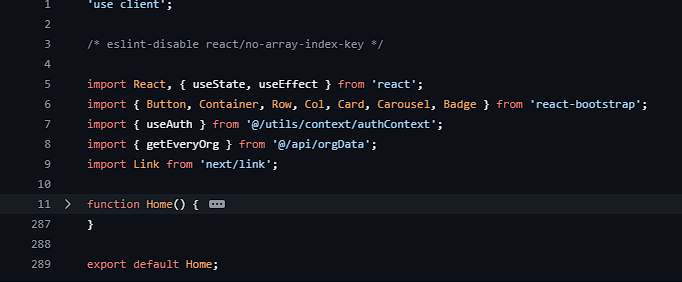 1 'use client';
2
3 /* eslint-disable react/no-array-index-key */
4
5 import React, { useState, useEffect } from 'react';
6 import { Button, Container, Row, Col, Card, Carousel, Badge } from 'react-bootstrap';
7 import { useAuth } from '@/utils/context/authContext';
8 import { getEveryOrg } from '@/api/orgData';
9 import Link from 'next/link';
10
11 > function Home() { ...
287 }
288
289 export default Home;